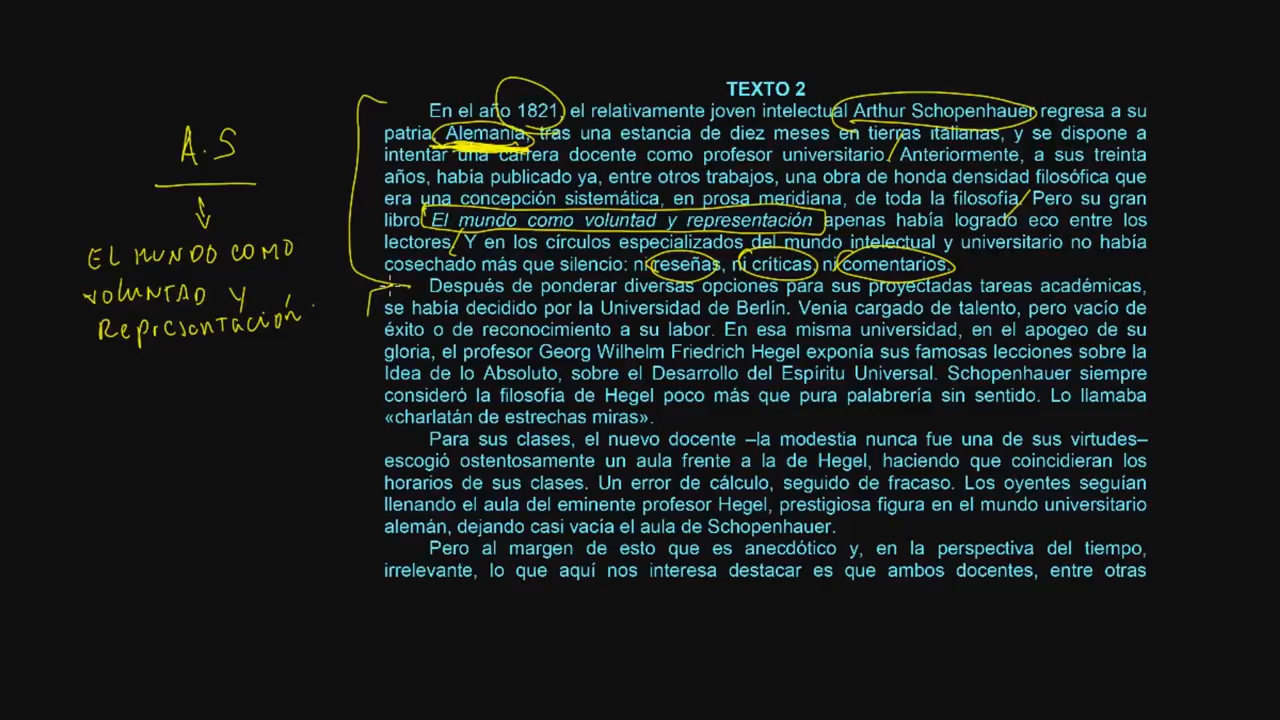 TEXTO 2
En el año 1821, el relativamente joven intelectual Arthur Schopenhauer regresa a su
patria, Alemania, tras una estancia de diez meses en tierras italianas, y se dispone a
intentar una carrera docente como profesor universitario. Anteriormente, a sus treinta
años, había publicado ya, entre otros trabajos, una obra de honda densidad filosófica que
era una concepción sistemática, en prosa meridiana, de toda la filosofía. Pero su gran
libro El mundo como voluntad y representación apenas había logrado eco entre los
lectores. Y en los círculos especializados del mundo intelectual y universitario no había
cosechado más que silencio: ni reseñas, ni críticas, ni comentarios.
Después de ponderar diversas opciones para sus proyectadas tareas académicas,
se había decidido por la Universidad de Berlín. Venía cargado de talento, pero vacío de
éxito o de reconocimiento a su labor. En esa misma universidad, en el apogeo de su
gloria, el profesor Georg Wilhelm Friedrich Hegel exponía sus famosas lecciones sobre la
Idea de lo Absoluto, sobre el Desarrollo del Espíritu Universal. Schopenhauer siempre
consideró la filosofía de Hegel poco más que pura palabrería sin sentido. Lo llamaba
«charlatán de estrechas miras».
Para sus clases, el nuevo docente –la modestia nunca fue una de sus virtudes–
escogió ostentosamente un aula frente a la de Hegel, haciendo que coincidieran los
horarios de sus clases. Un error de cálculo, seguido de fracaso. Los oyentes seguían
llenando el aula del eminente profesor Hegel, prestigiosa figura en el mundo universitario
alemán, dejando casi vacía el aula de Schopenhauer.
Pero al margen de esto que es anecdótico y, en la perspectiva del tiempo,
irrelevante, lo que aquí nos interesa destacar es que ambos docentes, entre otras
A.S
EL MUNDO COMO
VOLUNTAD Y
Representación.